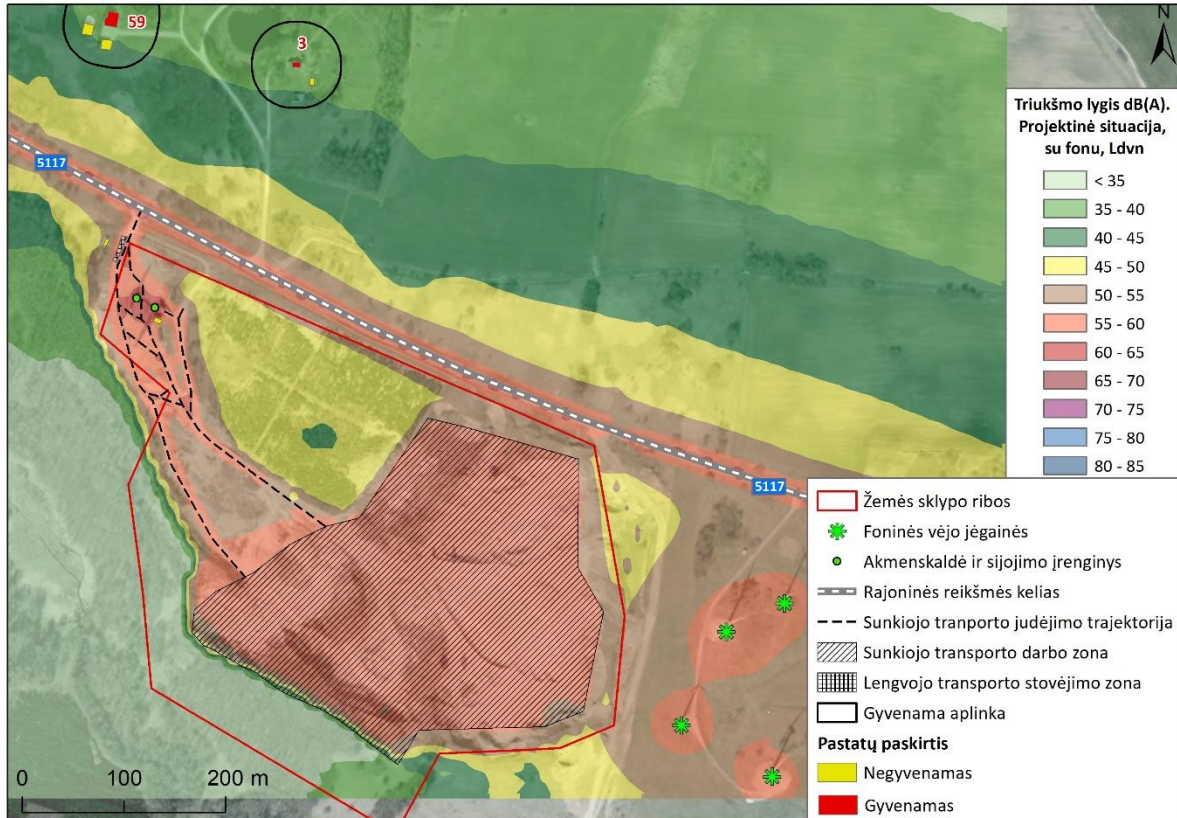 59
3
N
5117
5117
Triukšmo lygis dB(A).
Projektinė situacija,
su fonu, Ldvn
< 35
35 - 40
40 - 45
45 - 50
50 - 55
55 - 60
60 - 65
65 - 70
70 - 75
75 - 80
80 - 85
Žemės sklypo ribos
Foninės vėjo jėgainės
Akmenskaldė ir sijojimo įrenginys
Rajoninės reikšmės kelias
Sunkiojo tranporto judėjimo trajektorija
Sunkiojo transporto darbo zona
Lengvojo transporto stovėjimo zona
Gyvenama aplinka
Pastatų paskirtis
Negyvenamas
Gyvenamas
0 100 200 m